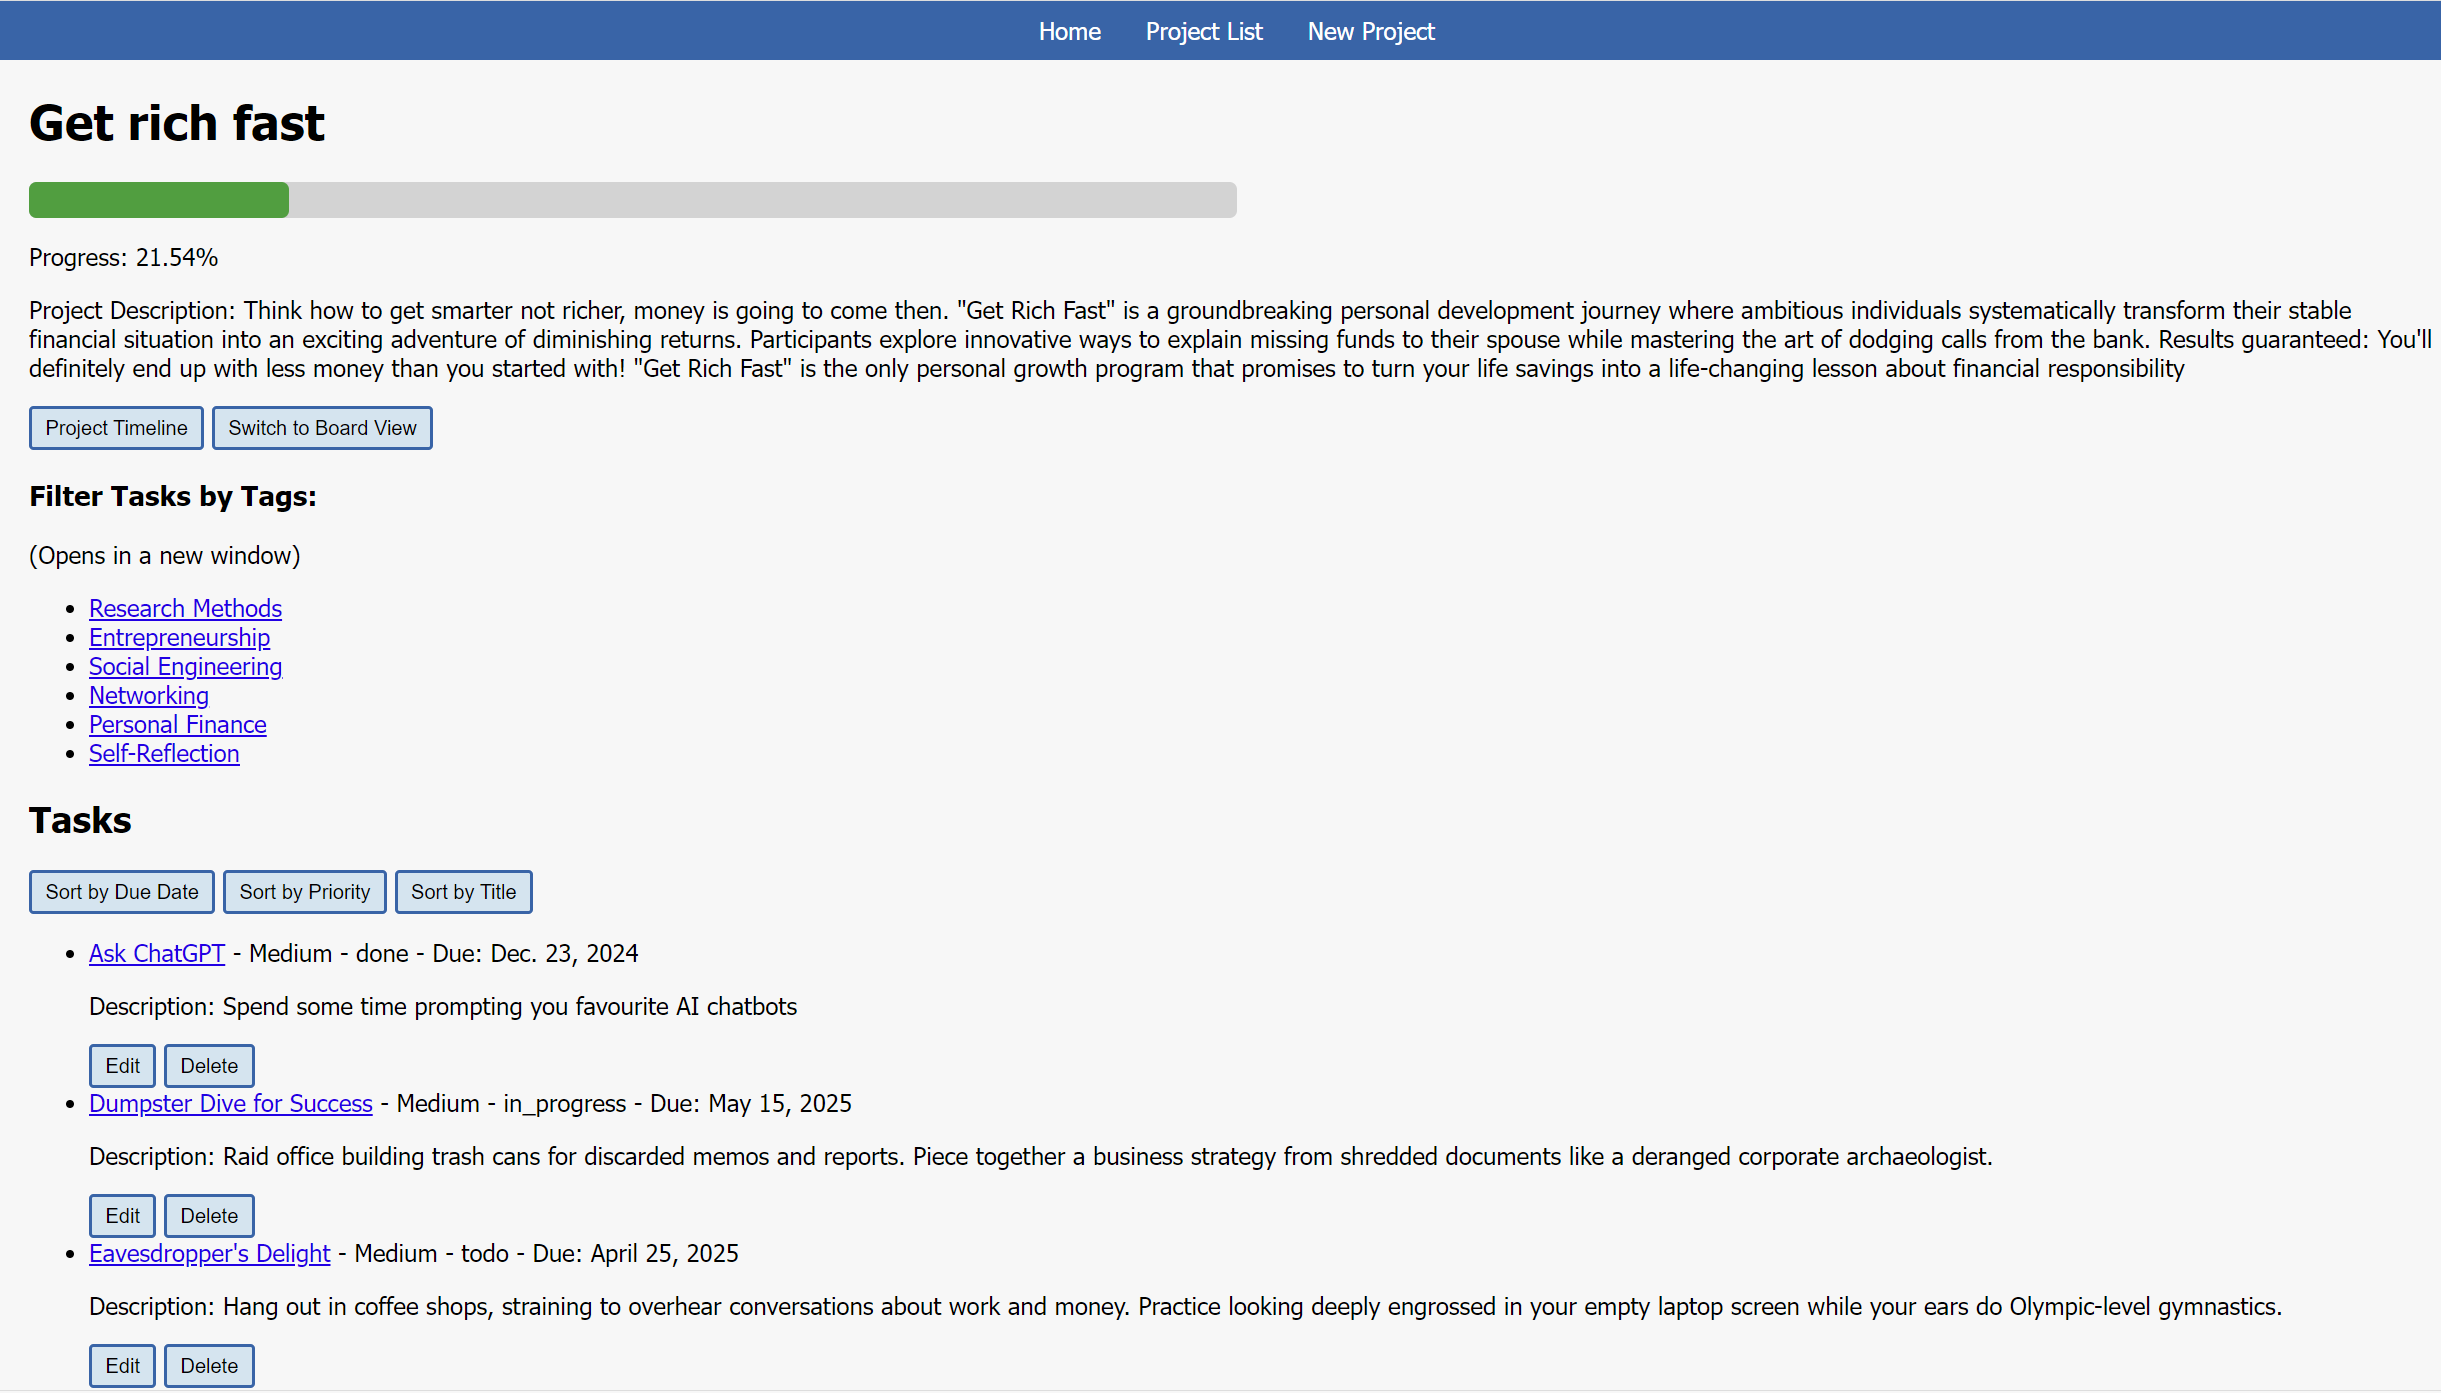 Home Project List New Project
Get rich fast
Progress: 21.54%
Project Description: Think how to get smarter not richer, money is going to come then. "Get Rich Fast" is a groundbreaking personal development journey where ambitious individuals systematically transform their stable
financial situation into an exciting adventure of diminishing returns. Participants explore innovative ways to explain missing funds to their spouse while mastering the art of dodging calls from the bank. Results guaranteed: You'll
definitely end up with less money than you started with! "Get Rich Fast" is the only personal growth program that promises to turn your life savings into a life-changing lesson about financial responsibility
Project Timeline Switch to Board View
Filter Tasks by Tags:
(Opens in a new window)
• Research Methods
• Entrepreneurship
• Social Engineering
• Networking
• Personal Finance
• Self-Reflection
Tasks
Sort by Due Date Sort by Priority Sort by Title
• Ask ChatGPT - Medium - done - Due: Dec. 23, 2024
Description: Spend some time prompting you favourite AI chatbots
Edit Delete
• Dumpster Dive for Success - Medium - in_progress - Due: May 15, 2025
Description: Raid office building trash cans for discarded memos and reports. Piece together a business strategy from shredded documents like a deranged corporate archaeologist.
Edit Delete
• Eavesdropper's Delight - Medium - todo - Due: April 25, 2025
Description: Hang out in coffee shops, straining to overhear conversations about work and money. Practice looking deeply engrossed in your empty laptop screen while your ears do Olympic-level gymnastics.
Edit Delete